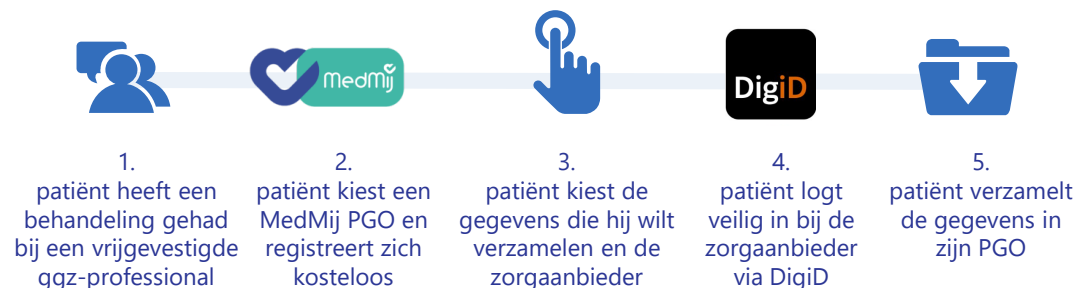 MedMij
DigiD
1.
patiënt heeft een
behandeling gehad
bij een vrijgevestigde
ggz-professional
2.
patiënt kiest een
MedMij PGO en
registreert zich
kosteloos
3.
patiënt kiest de
gegevens die hij wilt
verzamelen en de
zorgaanbieder
4.
patiënt logt
veilig in bij de
zorgaanbieder
via DigiD
5.
patiënt verzamelt
de gegevens in
zijn PGO